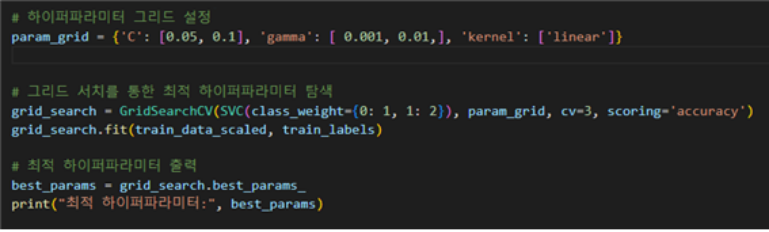 # 하이퍼파라미터 그리드 설정
param_grid = {'C': [0.05, 0.1], 'gamma': [ 0.001, 0.01,], 'kernel': ['linear']}
# 그리드 서치를 통한 최적 하이퍼파라미터 탐색
grid_search = GridSearchCV(SVC(class_weight={0: 1, 1: 2}), param_grid, cv=3, scoring='accuracy')
grid_search.fit(train_data_scaled, train_labels)
# 최적 하이퍼파라미터 출력
best_params = grid_search.best_params_
print("최적 하이퍼파라미터:", best_params)